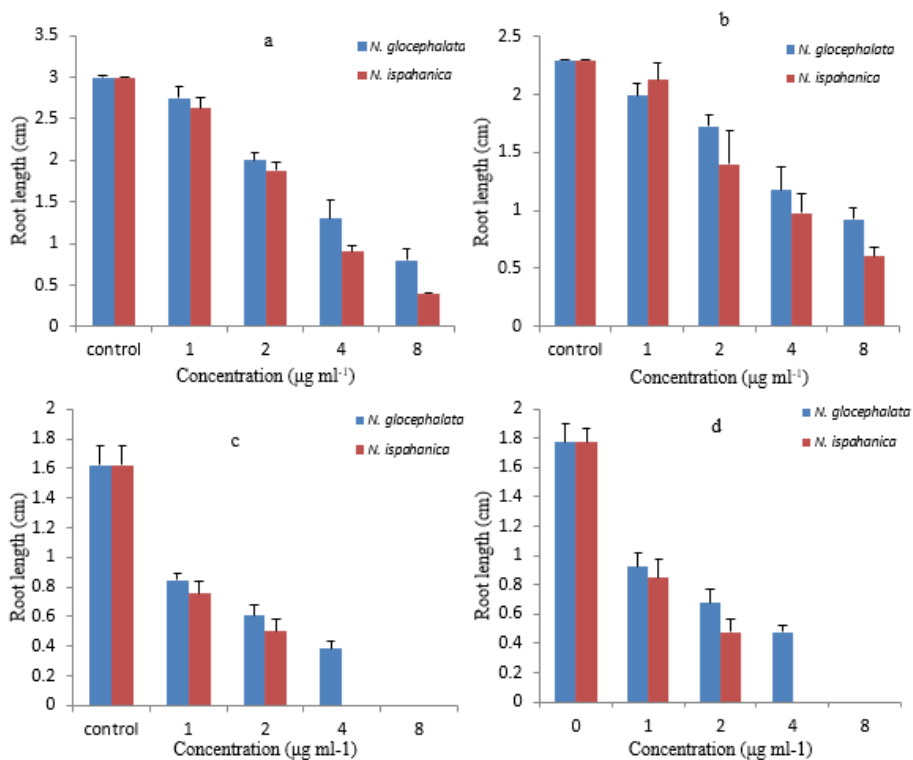 a
N. glocephalata
N. ispahanica
Root length (cm)
3.5
3
2.5
2
1.5
1
0.5
0
control 1 2 4 8
Concentration (µg ml-1)
b
N. glocephalata
N. ispahanica
Root length (cm)
2.5
2
1.5
1
0.5
0
control 1 2 4 8
Concentration (µg ml-1)
c
N. glocephalata
N. ispahanica
Root length (cm)
2
1.8
1.6
1.4
1.2
1
0.8
0.6
0.4
0.2
0
control 1 2 4 8
Concentration (µg ml-1)
d
N. glocephalata
N. ispahanica
Root length (cm)
2
1.8
1.6
1.4
1.2
1
0.8
0.6
0.4
0.2
0
0 1 2 4 8
Concentration (µg ml-1)